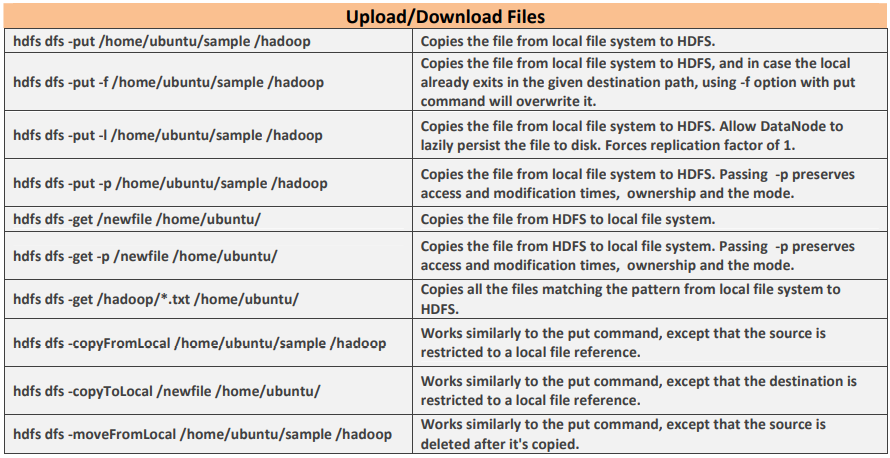 Upload/Download Files
hdfs dfs -put /home/ubuntu/sample /hadoop
Copies the file from local file system to HDFS.
hdfs dfs -put -f /home/ubuntu/sample /hadoop
Copies the file from local file system to HDFS, and in case the local
already exits in the given destination path, using -f option with put
command will overwrite it.
hdfs dfs -put -l /home/ubuntu/sample /hadoop
Copies the file from local file system to HDFS. Allow DataNode to
lazily persist the file to disk. Forces replication factor of 1.
hdfs dfs -put -p /home/ubuntu/sample /hadoop
Copies the file from local file system to HDFS. Passing  -p preserves
access and modification times,  ownership and the mode.
hdfs dfs -get /newfile /home/ubuntu/
Copies the file from HDFS to local file system.
hdfs dfs -get -p /newfile /home/ubuntu/
Copies the file from HDFS to local file system. Passing  -p preserves
access and modification times,  ownership and the mode.
hdfs dfs -get /hadoop/*.txt /home/ubuntu/
Copies all the files matching the pattern from local file system to
HDFS.
hdfs dfs -copyFromLocal /home/ubuntu/sample /hadoop
Works similarly to the put command, except that the source is
restricted to a local file reference.
hdfs dfs -copyToLocal /newfile /home/ubuntu/
Works similarly to the put command, except that the destination is
restricted to a local file reference.
hdfs dfs -moveFromLocal /home/ubuntu/sample /hadoop
Works similarly to the put command, except that the source is
deleted after it's copied.